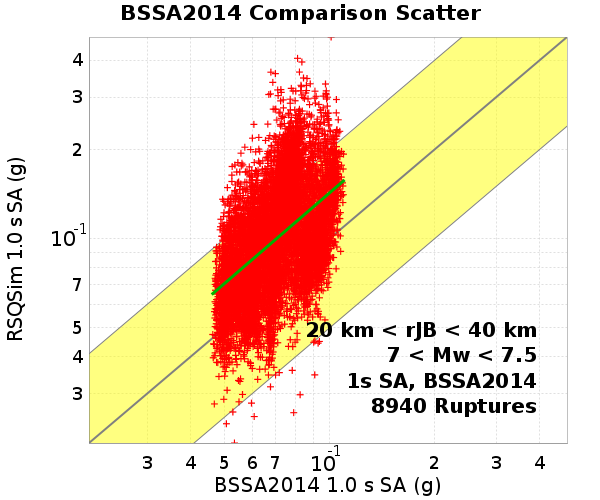 BSSA2014 Comparison Scatter
RSQSim 1.0 s SA (g)
4
3
2
10-1
7
5
4
3
20 km < rJB < 40 km
7 < Mw < 7.5
1s SA, BSSA2014
8940 Ruptures
3 4 5 6 7 10-1 2 3 4
BSSA2014 1.0 s SA (g)